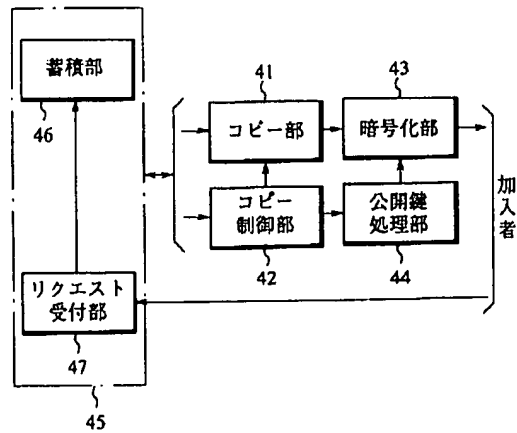 蓄積部
46
41
コピー部
43
暗号化部
コピー
制御部
42
公開鍵
処理部
44
加入者
リクエスト
受付部
47
45